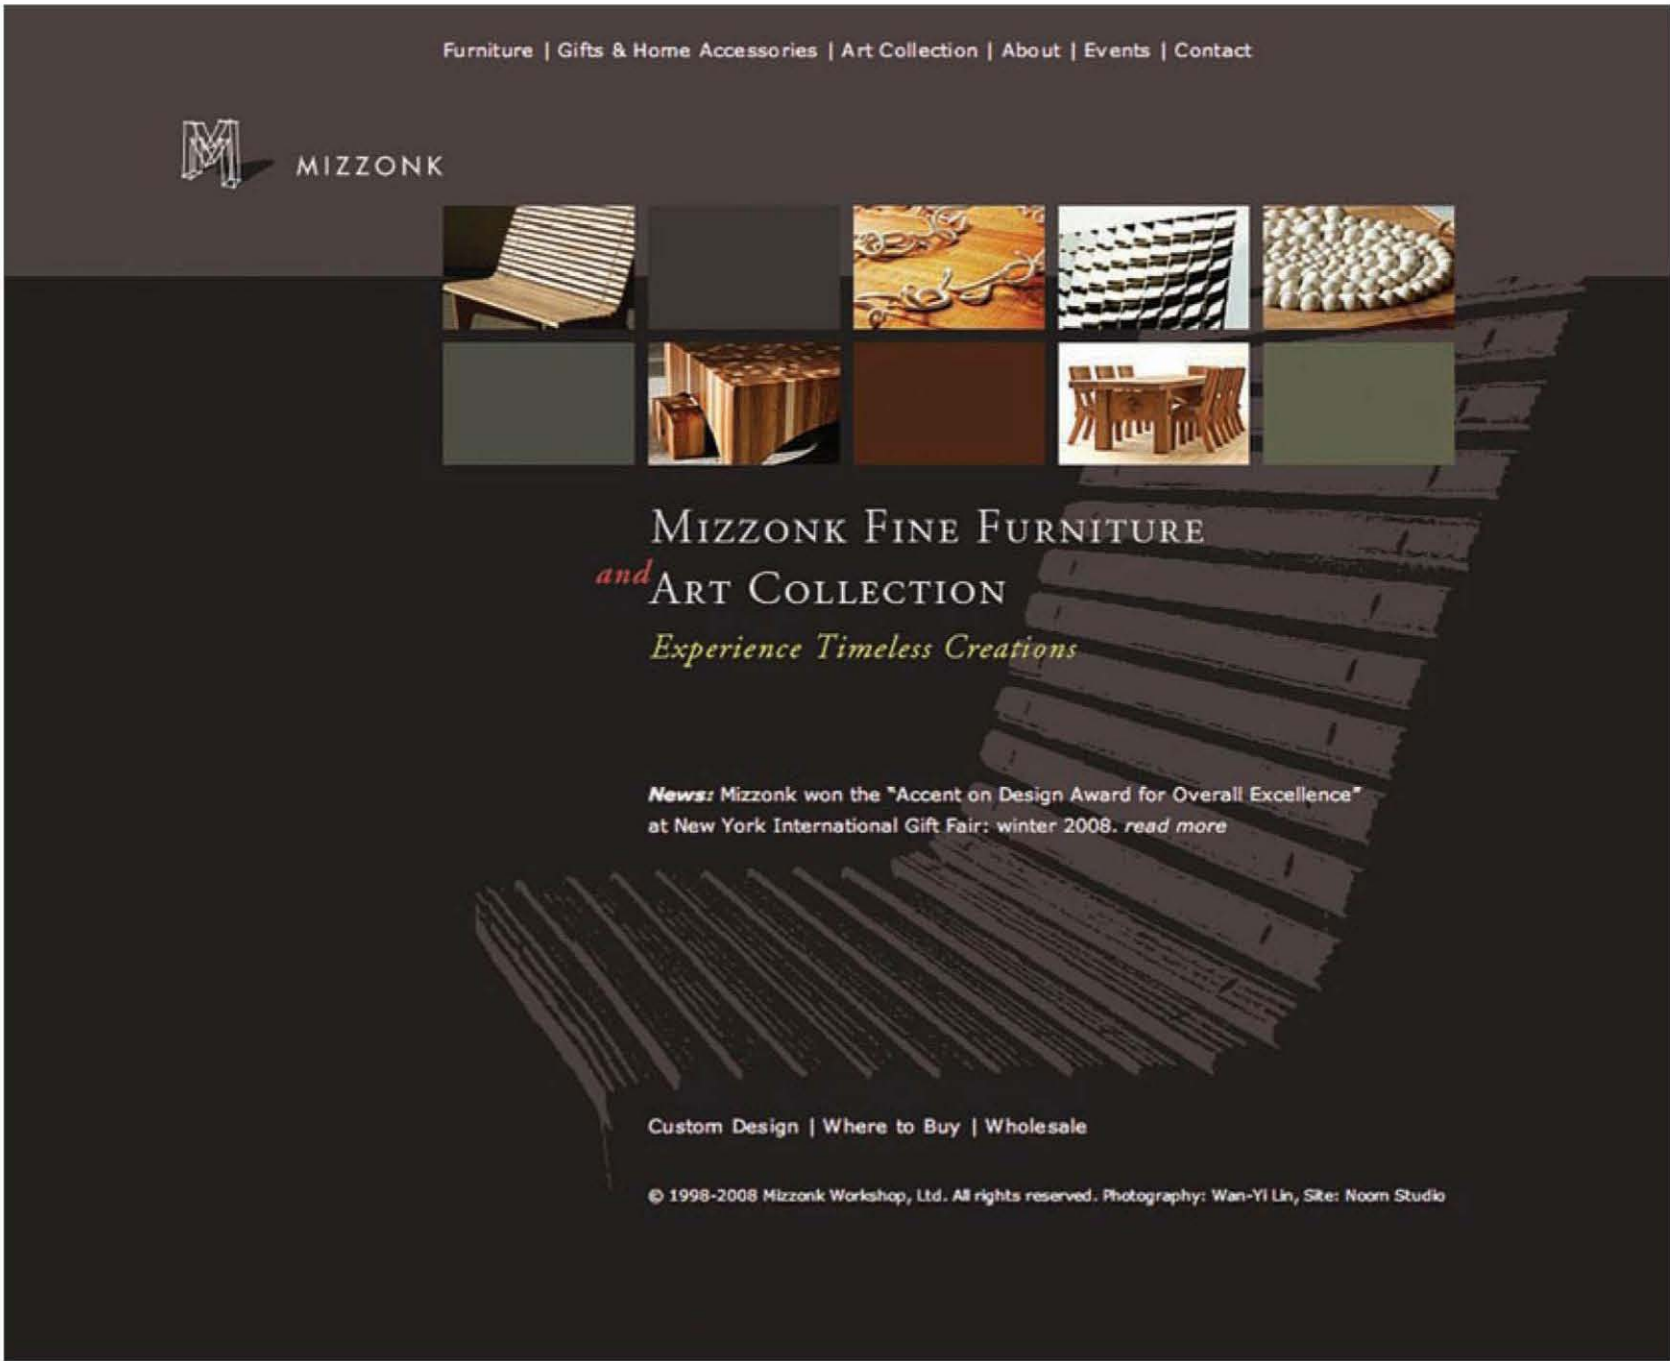 Furniture | Gifts & Home Accessories | Art Collection | About | Events | Contact
M
MIZZONK
MIZZONK FINE FURNITURE
and
ART COLLECTION
Experience Timeless Creations
News: Mizzonk won the "Accent on Design Award for Overall Excellence"
at New York International Gift Fair: winter 2008. read more
Custom Design | Where to Buy | Wholesale
© 1998-2008 Mizzonk Workshop, Ltd. All rights reserved. Photography: Wan-Yi Lin, Site: Noom Studio